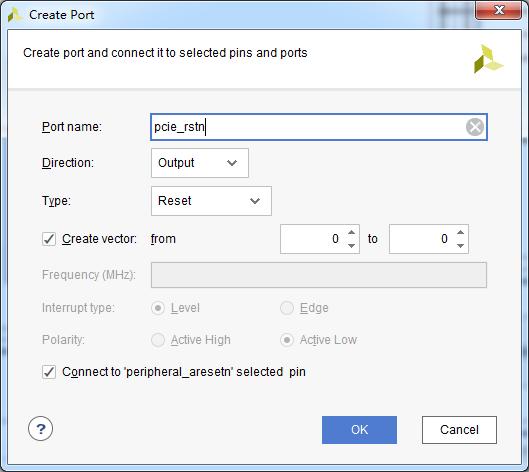 Create Port
Create port and connect it to selected pins and ports
Port name: pcie_rstn
Direction: Output
Type: Reset
Create vector: from 0 to 0
Frequency (MHz):
Interrupt type: Level Edge
Polarity: Active High Active Low
Connect to 'peripheral_aresetn' selected pin
? OK Cancel